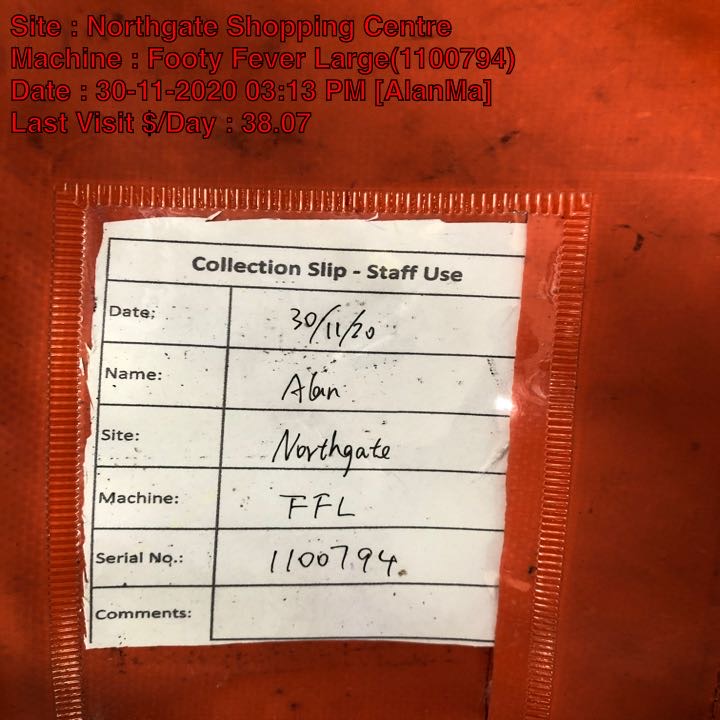 Site : Northgate Shopping Centre
Machine : Footy Fever Large(1100794)
Date : 30-11-2020 03:13 PM [AlanMa]
Last Visit $/Day : 38.07
Collection Slip - Staff Use
Date: 30/11/20
Name: Alan
Site: Northgate
Machine: FFL
Serial No.: 1100794
Comments: